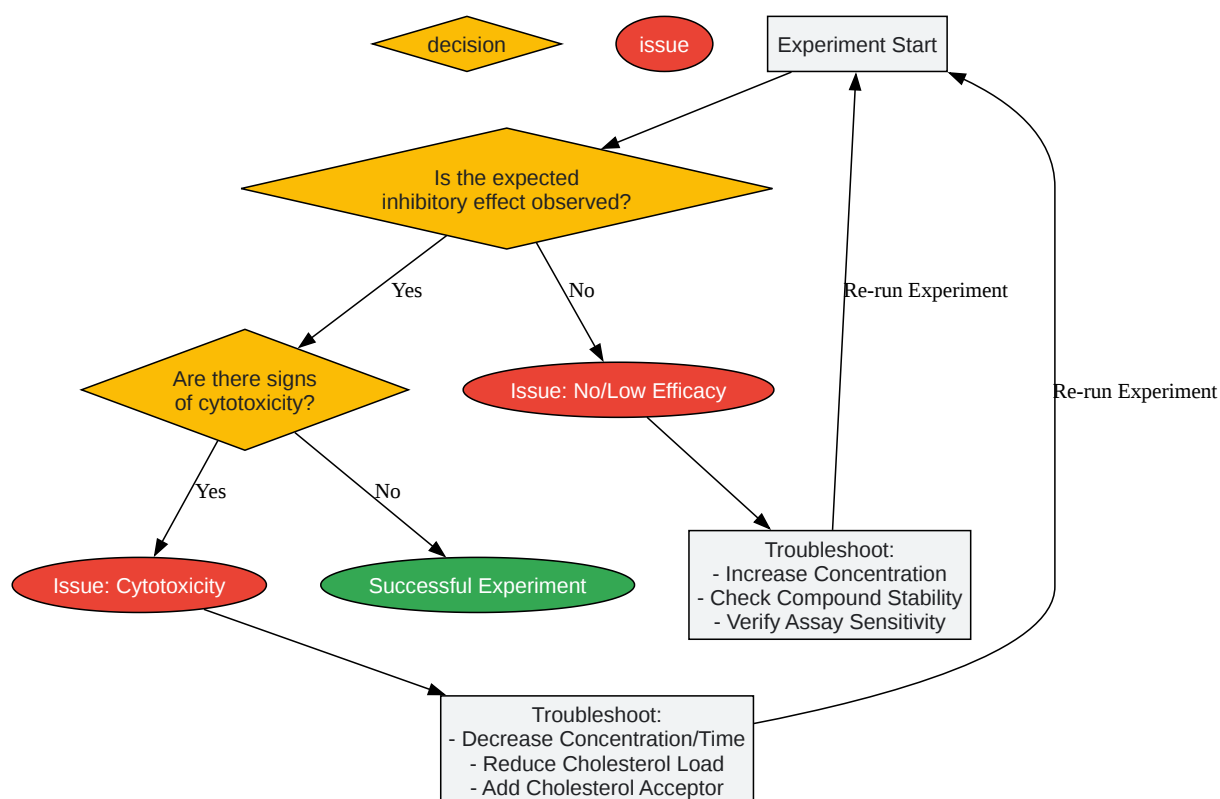 decision
issue
Experiment Start
Is the expected
inhibitory effect observed?
Yes
No
Re-run Experiment
Are there signs
of cytotoxicity?
Issue: No/Low Efficacy
Re-run Experiment
Yes
No
Issue: Cytotoxicity
Successful Experiment
Troubleshoot:
- Increase Concentration
- Check Compound Stability
- Verify Assay Sensitivity
Troubleshoot:
- Decrease Concentration/Time
- Reduce Cholesterol Load
- Add Cholesterol Acceptor